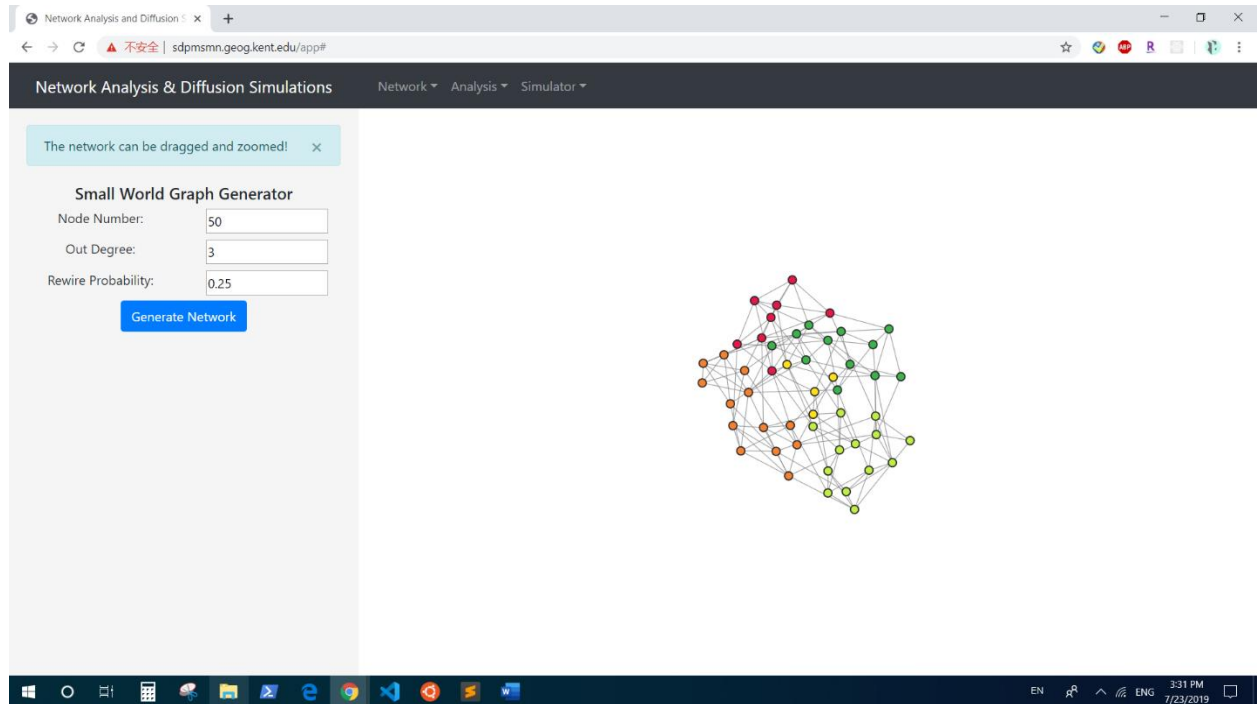 Network Analysis and Diffusion S
不安全 | sdpmsmn.geog.kent.edu/app#
ABP
R
Network Analysis & Diffusion Simulations
Network Analysis Simulator
The network can be dragged and zoomed! ×
Small World Graph Generator
Node Number: 50
Out Degree: 3
Rewire Probability: 0.25
Generate Network
EN ENG 3:31 PM
7/23/2019